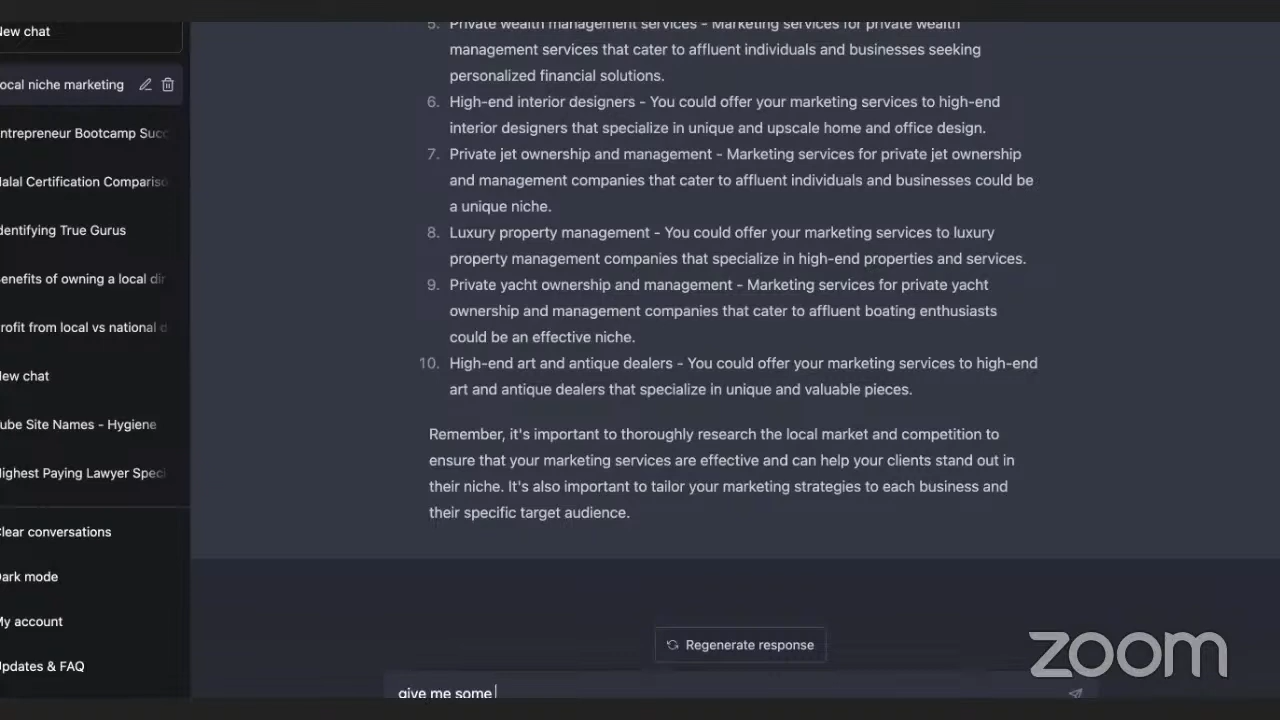 New chat
ocal niche marketing
ntrepreneur Bootcamp Succ
alal Certification Compariso
dentifying True Gurus
enefits of owning a local dir
rofit from local vs national d
ew chat
ube Site Names - Hygiene
ighest Paying Lawyer Speci
lear conversations
ark mode
y account
pdates & FAQ
5. Private wealth management services - Marketing services for private wealth
management services that cater to affluent individuals and businesses seeking
personalized financial solutions.
6. High-end interior designers - You could offer your marketing services to high-end
interior designers that specialize in unique and upscale home and office design.
7. Private jet ownership and management - Marketing services for private jet ownership
and management companies that cater to affluent individuals and businesses could be
a unique niche.
8. Luxury property management - You could offer your marketing services to luxury
property management companies that specialize in high-end properties and services.
9. Private yacht ownership and management - Marketing services for private yacht
ownership and management companies that cater to affluent boating enthusiasts
could be an effective niche.
10. High-end art and antique dealers - You could offer your marketing services to high-end
art and antique dealers that specialize in unique and valuable pieces.
Remember, it's important to thoroughly research the local market and competition to
ensure that your marketing services are effective and can help your clients stand out in
their niche. It's also important to tailor your marketing strategies to each business and
their specific target audience.
Regenerate response
give me some
zoom